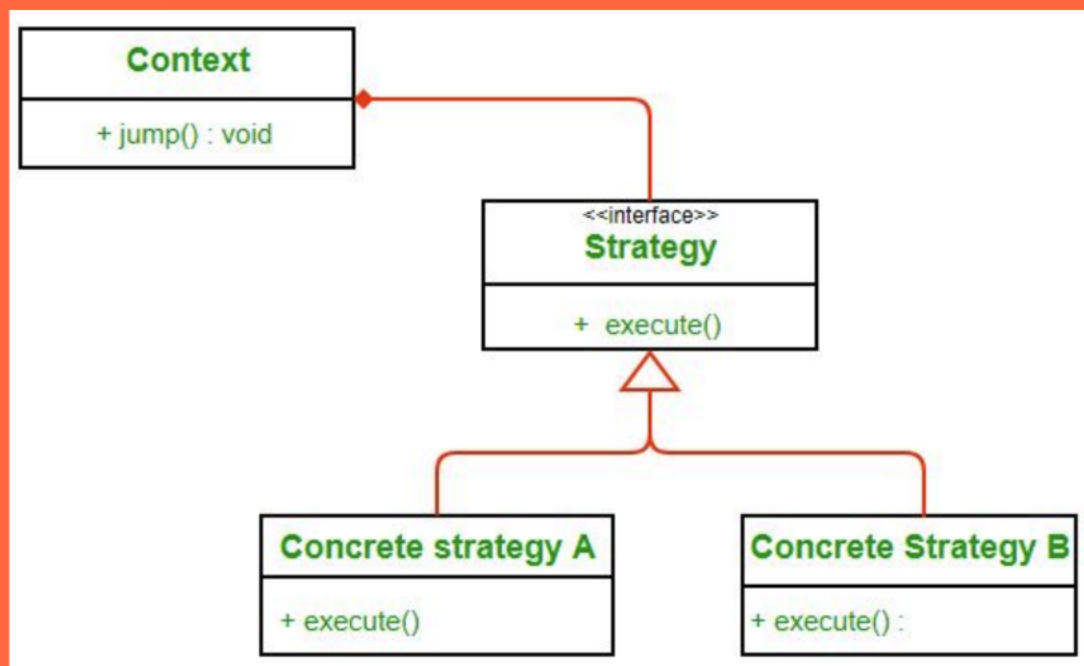 Context
+ jump() : void
<<interface>>
Strategy
+ execute()
Concrete strategy A
+ execute()
Concrete Strategy B
+ execute() :